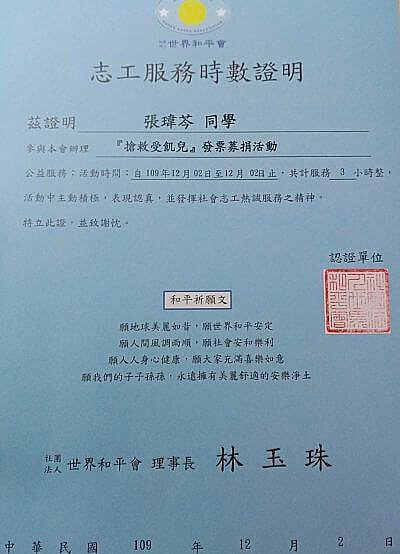 世界和平會
志工服務時數證明
茲證明 張瑋芩 同學
參與本會辦理 『搶救受飢兒』發票募捐活動
公益服務;活動時間:自109年12月02日至12月02日止,共計服務 3 小時整,
活動中主動積極,表現認真,並發揮社會志工熱誠服務之精神,
特立此證,並致謝忱。
認證單位
和平祈願文
願地球美麗如昔,願世界和平安定
願人間風調雨順,願社會安和樂利
願人人身心健康,願大家充滿喜樂如意
願我們的子子孫孫,永遠擁有美麗舒適的安樂淨土
社團法人 世界和平會 理事長 林玉珠
中華民國 109 年 12 月 2 日